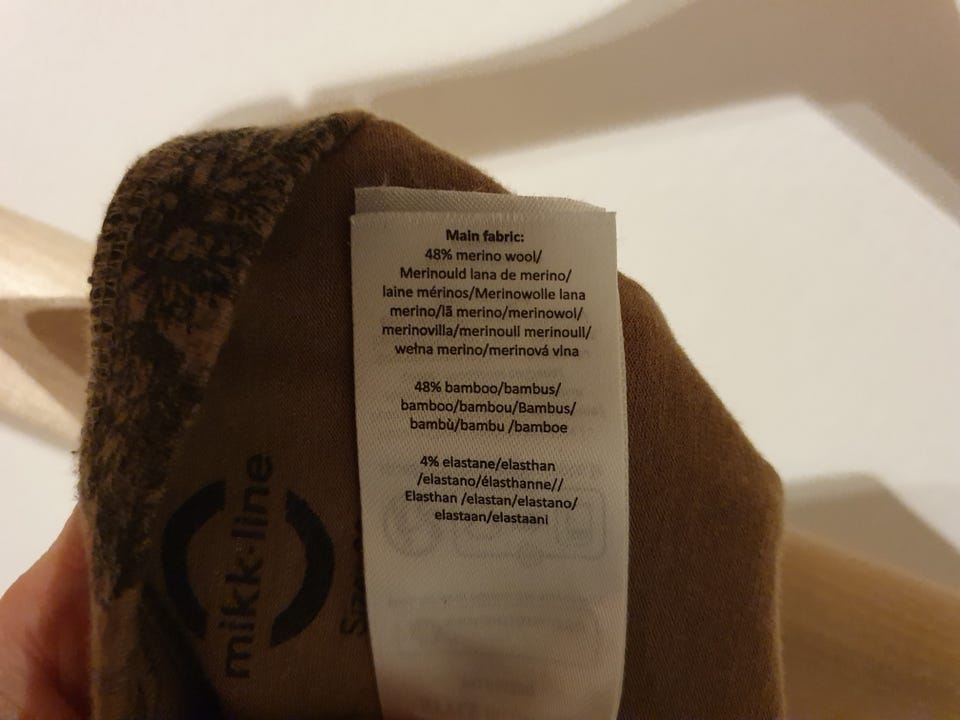 Main fabric:
48% merino wool/
Merinould lana de merino/
laine mérinos/Merinowolle lana
merino/lã merino/merinowol/
merinovilla/merinoull merinoull/
wełna merino/merinová vlna
48% bamboo/bambus/
bamboo/bambou/Bambus/
bambù/bambu /bamboe
4% elastane/elasthan
/elastano/élasthanne//
Elasthan /elastan/elastano/
elastaan/elastaani
mikk-line